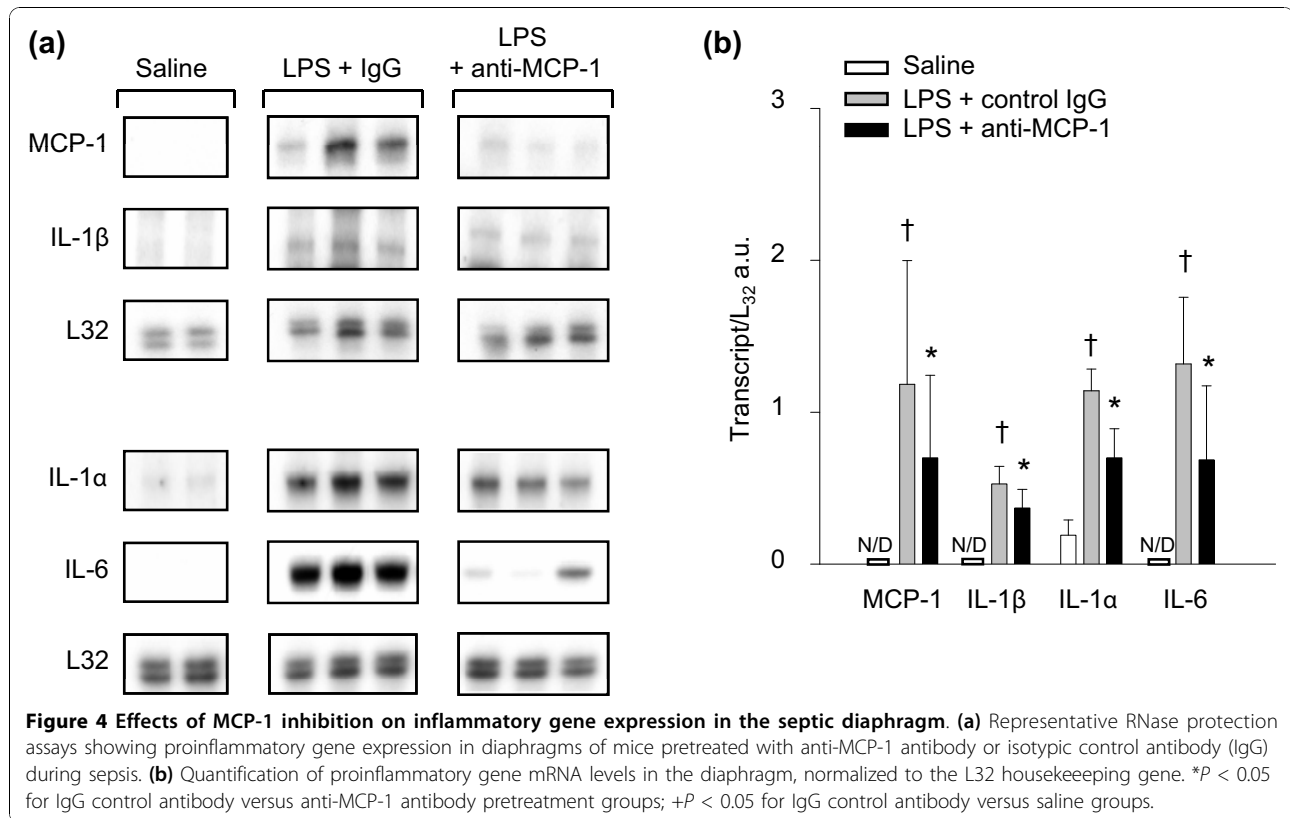 (a)
Saline
LPS + IgG
LPS
+ anti-MCP-1
MCP-1
IL-1β
L32
IL-1α
IL-6
L32
(b)
Saline
LPS + control IgG
LPS + anti-MCP-1
Transcript/L32 a.u.
3
2
1
0
†
*
†
*
†
*
†
*
N/D
N/D
N/D
MCP-1
IL-1β
IL-1α
IL-6
Figure 4 Effects of MCP-1 inhibition on inflammatory gene expression in the septic diaphragm. (a) Representative RNase protection
assays showing proinflammatory gene expression in diaphragms of mice pretreated with anti-MCP-1 antibody or isotypic control antibody (IgG)
during sepsis. (b) Quantification of proinflammatory gene mRNA levels in the diaphragm, normalized to the L32 housekeeeping gene. *P < 0.05
for IgG control antibody versus anti-MCP-1 antibody pretreatment groups; +P < 0.05 for IgG control antibody versus saline groups.